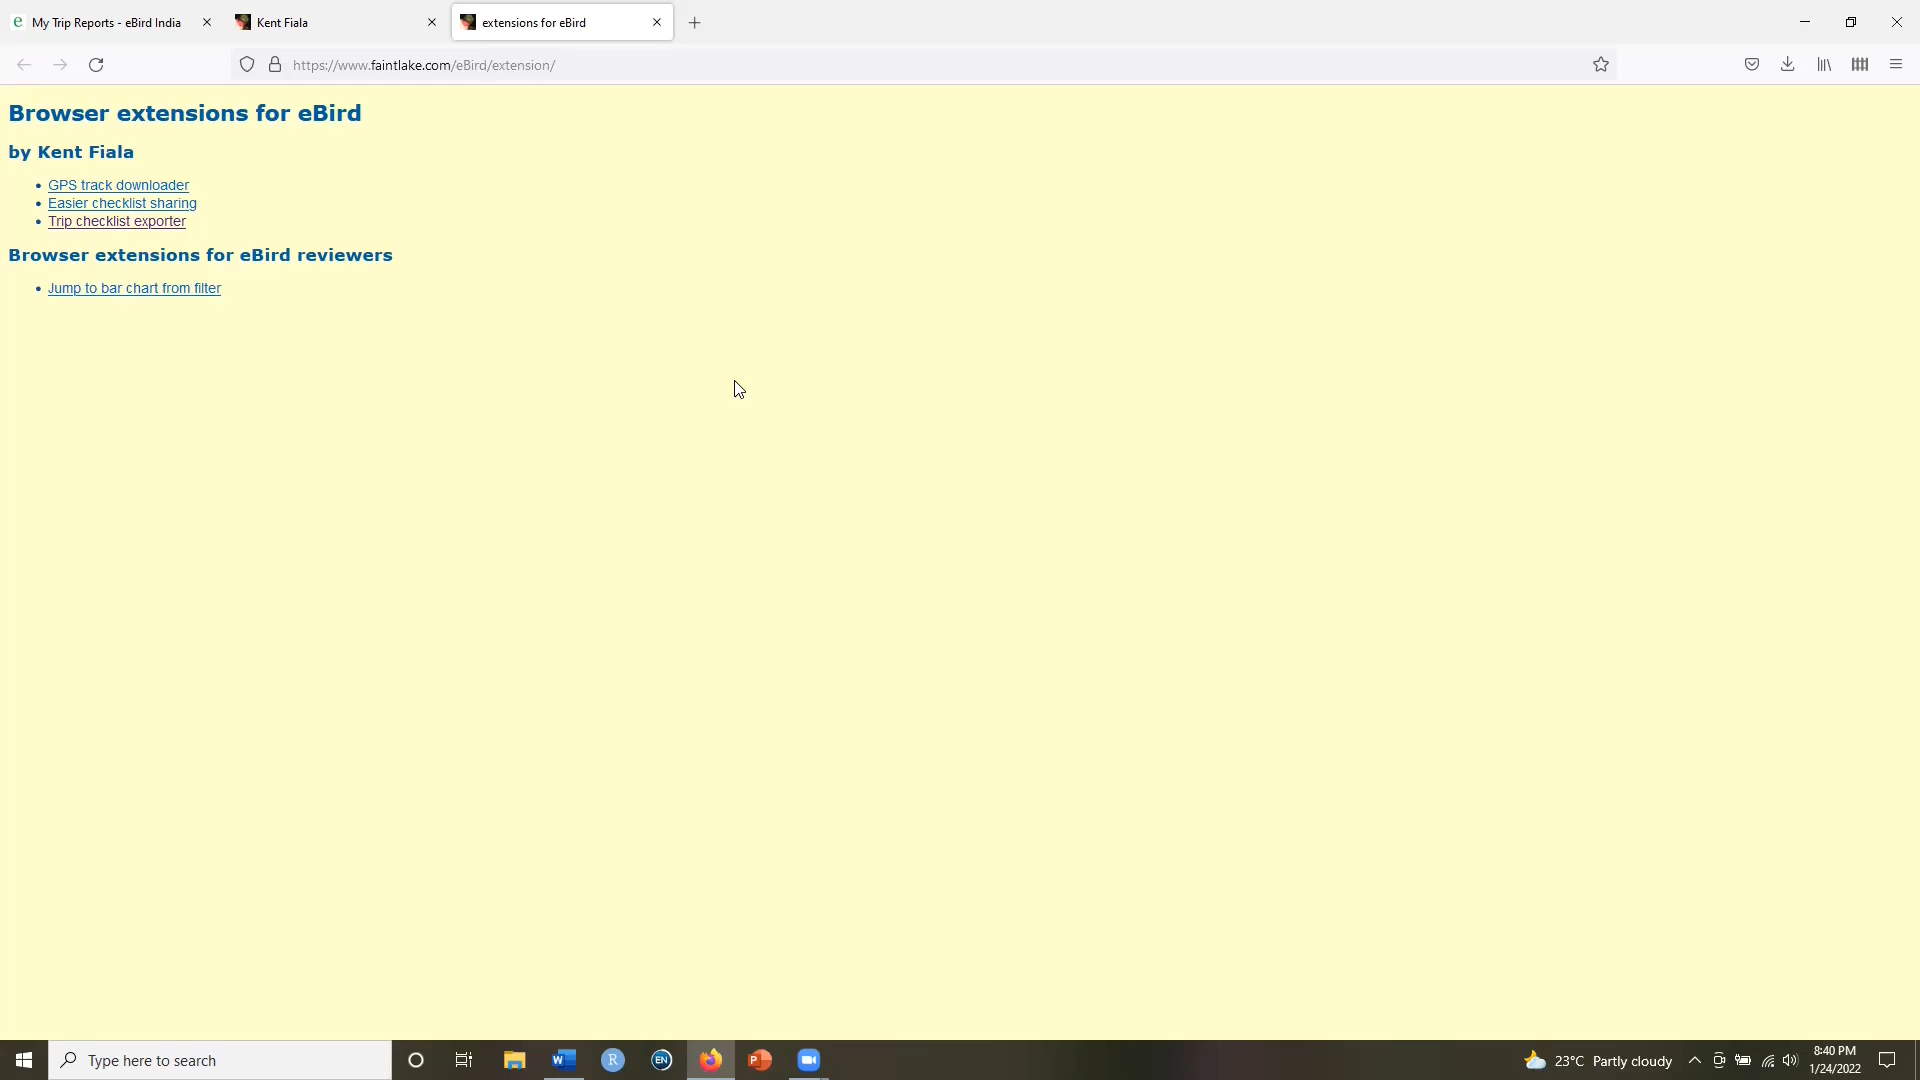 My Trip Reports - eBird India
Kent Fiala
extensions for eBird
https://www.faintlake.com/eBird/extension/
Browser extensions for eBird
by Kent Fiala
GPS track downloader
Easier checklist sharing
Trip checklist exporter
Browser extensions for eBird reviewers
Jump to bar chart from filter
Type here to search
EN
23°C Partly cloudy
8:40 PM
1/24/2022